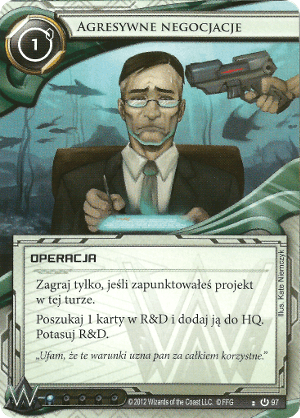 1
AGRESYWNE NEGOCJACJE
OPERACJA
Zagraj tylko, jeśli zapunktowałeś projekt
w tej turze.
Poszukaj 1 karty w R&D i dodaj ją do HQ.
Potasuj R&D.
„Ufam, że te warunki uzna pan za całkiem korzystne.”
Illus. Kate Niemczyk
© 2012 Wizards of the Coast LLC. © FFG
97